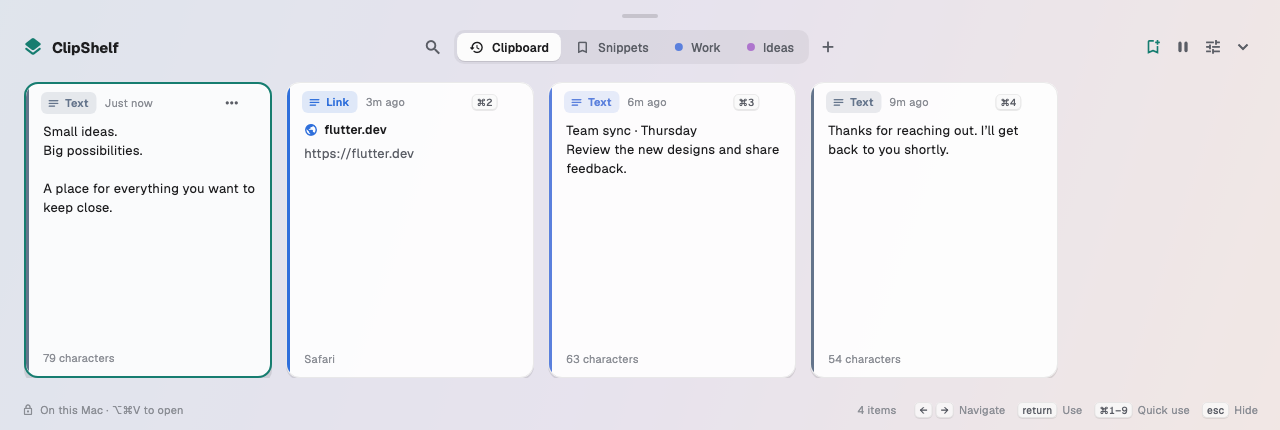 ClipShelf
Clipboard
Snippets
Work
Ideas
Text Just now
Small ideas.
Big possibilities.
A place for everything you want to
keep close.
79 characters
Link 3m ago ⌘2
flutter.dev
https://flutter.dev
Safari
Text 6m ago ⌘3
Team sync · Thursday
Review the new designs and share
feedback.
63 characters
Text 9m ago ⌘4
Thanks for reaching out. I'll get
back to you shortly.
54 characters
On this Mac · ⌥⌘V to open
4 items ← → Navigate return Use ⌘1–9 Quick use esc Hide